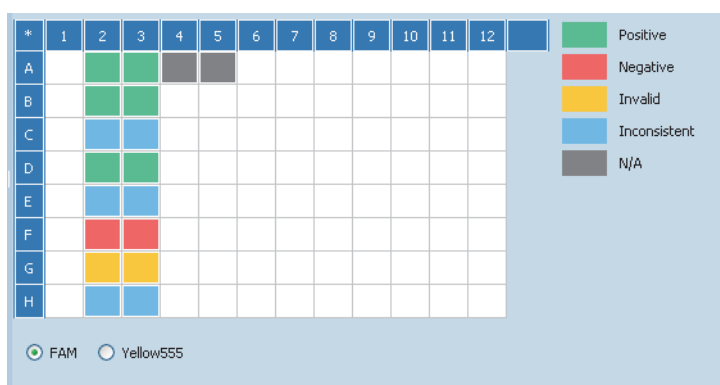 * 1 2 3 4 5 6 7 8 9 10 11 12
A
B
C
D
E
F
G
H
Positive
Negative
Invalid
Inconsistent
N/A
FAM Yellow555